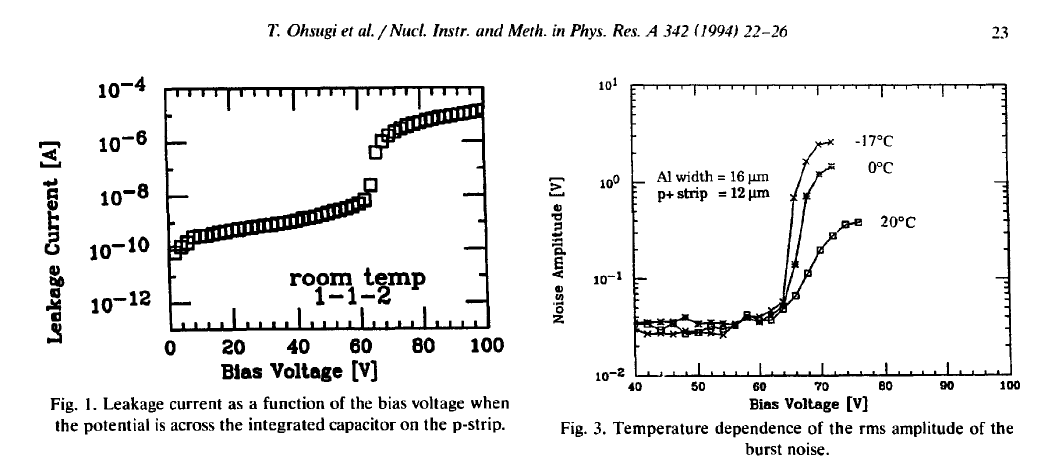 T. Ohsugi et al. / Nucl. Instr. and Meth. in Phys. Res. A 342 (1994) 22-26
23
10⁻⁴
10⁻⁶
10⁻⁸
10⁻¹⁰
10⁻¹²
Leakage Current [A]
room temp
1-1-2
0 20 40 60 80 100
Bias Voltage [V]
Fig. 1. Leakage current as a function of the bias voltage when
the potential is across the integrated capacitor on the p-strip.
10¹
10⁰
10⁻¹
10⁻²
Noise Amplitude [V]
Al width = 16 μm
p+ strip = 12 μm
-17°C
0°C
20°C
40 50 60 70 80 90 100
Bias Voltage [V]
Fig. 3. Temperature dependence of the rms amplitude of the
burst noise.